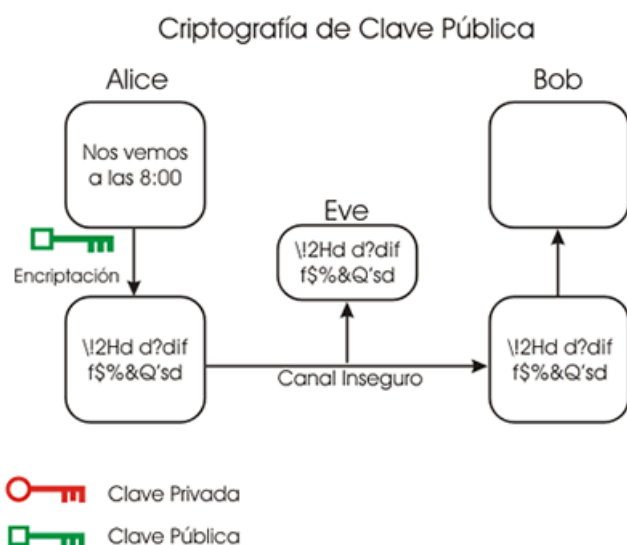 Criptografía de Clave Pública
Alice
Bob
Nos vemos
a las 8:00
Eve
\!2Hd d?dif
f$%&Q'sd
Encriptación
\!2Hd d?dif
f$%&Q'sd
Canal Inseguro
\!2Hd d?dif
f$%&Q'sd
Clave Privada
Clave Pública